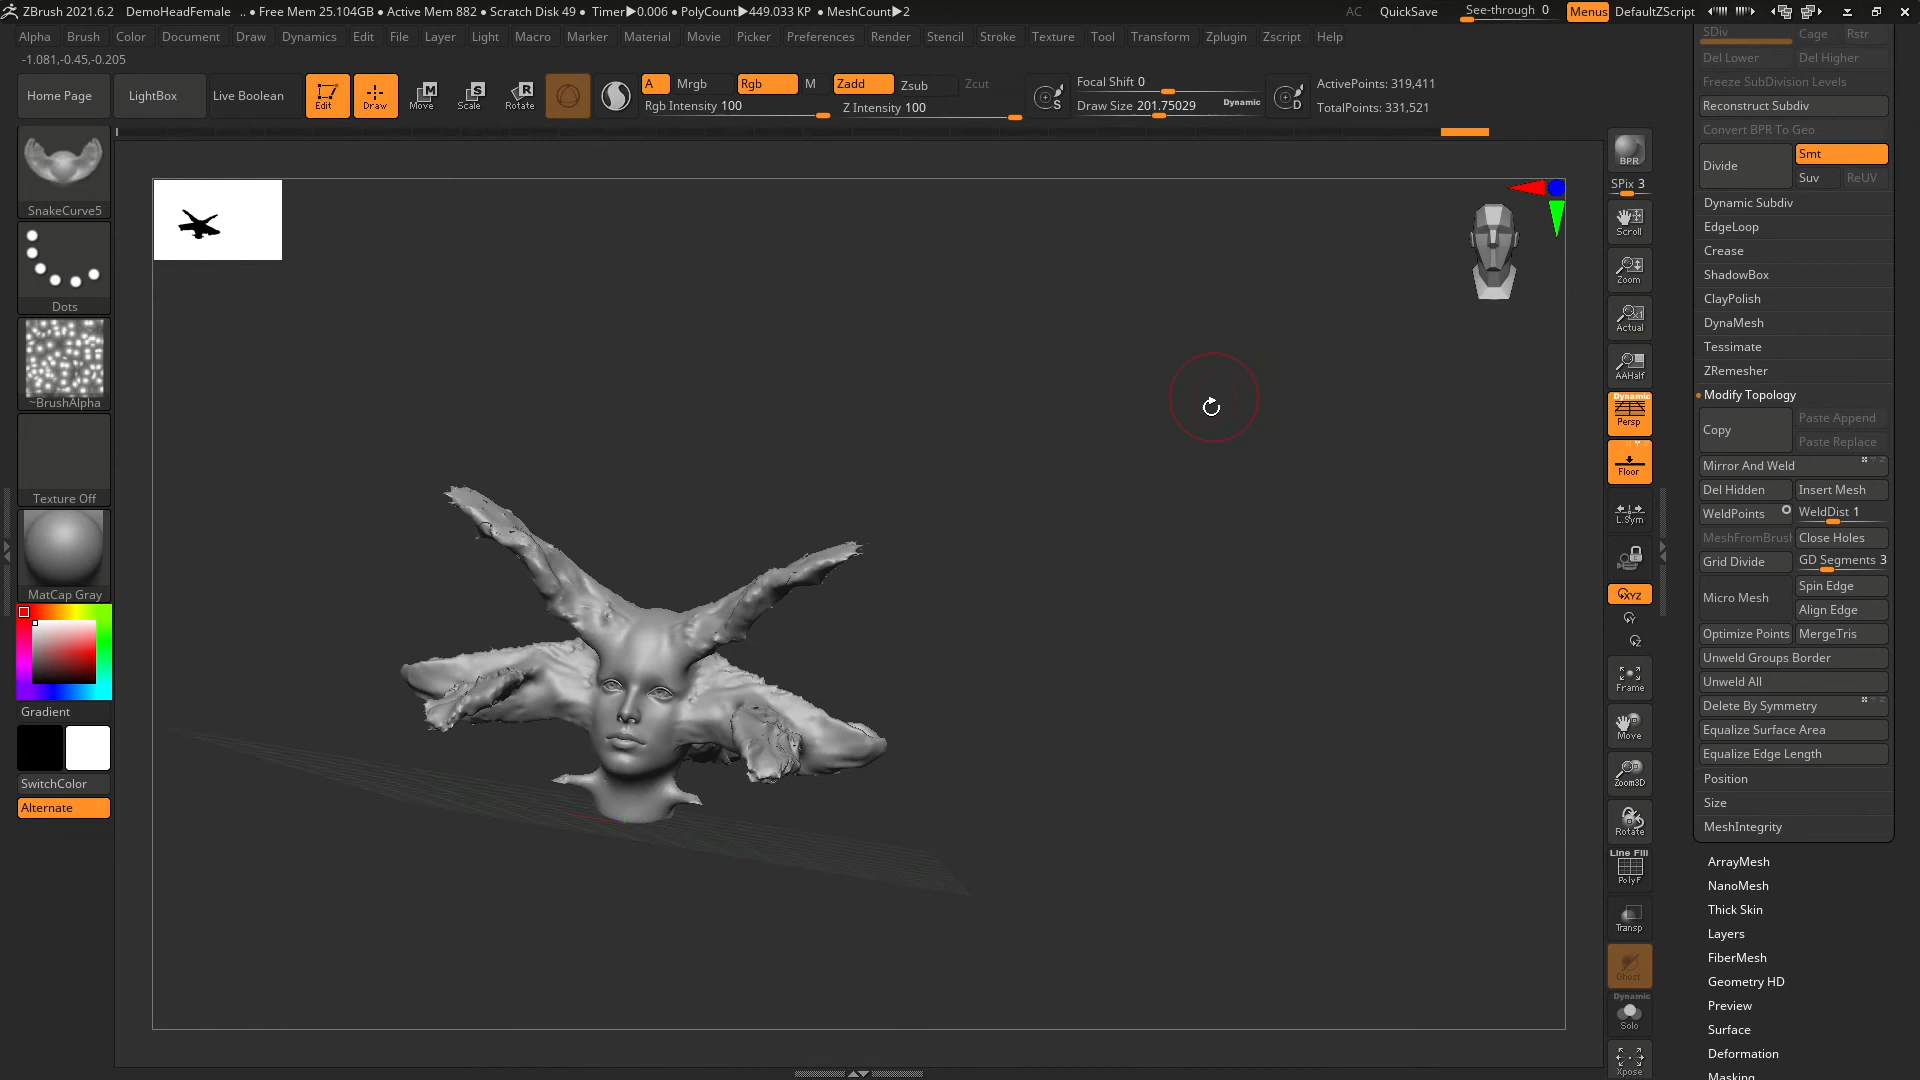 ZBrush 2021.6.2 DemoHeadFemale .. ● Free Mem 25.104GB ● Active Mem 882 ● Scratch Disk 49 ● Timer▶0.006 ● PolyCount▶449.033 KP ● MeshCount▶2 AC QuickSave See-through 0 Menus DefaultZScript
Alpha Brush Color Document Draw Dynamics Edit File Layer Light Macro Marker Material Movie Picker Preferences Render Stencil Stroke Texture Tool Transform Zplugin Zscript Help
-1.081,-0.45,-0.205
Home Page LightBox Live Boolean Edit Draw Move Scale Rotate
A Mrgb Rgb M Zadd Zsub Zcut
Rgb Intensity 100 Z Intensity 100
S Focal Shift 0
Draw Size 201.75029 Dynamic D
ActivePoints: 319,411
TotalPoints: 331,521
SnakeCurve5
Dots
~BrushAlpha
Texture Off
MatCap Gray
Gradient
SwitchColor
Alternate
BPR
SPix 3
Scroll
Zoom
Actual
AAHalf
Dynamic
Persp
Floor
L.Sym
XYZ
Y
Z
Frame
Move
Zoom3D
Rotate
Line Fill
PolyF
Transp
Ghost
Dynamic
Solo
Xpose
SDiv Cage Rstr
Del Lower Del Higher
Freeze SubDivision Levels
Reconstruct Subdiv
Convert BPR To Geo
Divide Smt
Suv ReUV
Dynamic Subdiv
EdgeLoop
Crease
ShadowBox
ClayPolish
DynaMesh
Tessimate
ZRemesher
Modify Topology
Copy Paste Append
Paste Replace
Mirror And Weld
Del Hidden Insert Mesh
WeldPoints WeldDist 1
MeshFromBrush Close Holes
Grid Divide GD Segments 3
Micro Mesh Spin Edge
Align Edge
Optimize Points MergeTris
Unweld Groups Border
Unweld All
Delete By Symmetry
Equalize Surface Area
Equalize Edge Length
Position
Size
MeshIntegrity
ArrayMesh
NanoMesh
Thick Skin
Layers
FiberMesh
Geometry HD
Preview
Surface
Deformation
Masking